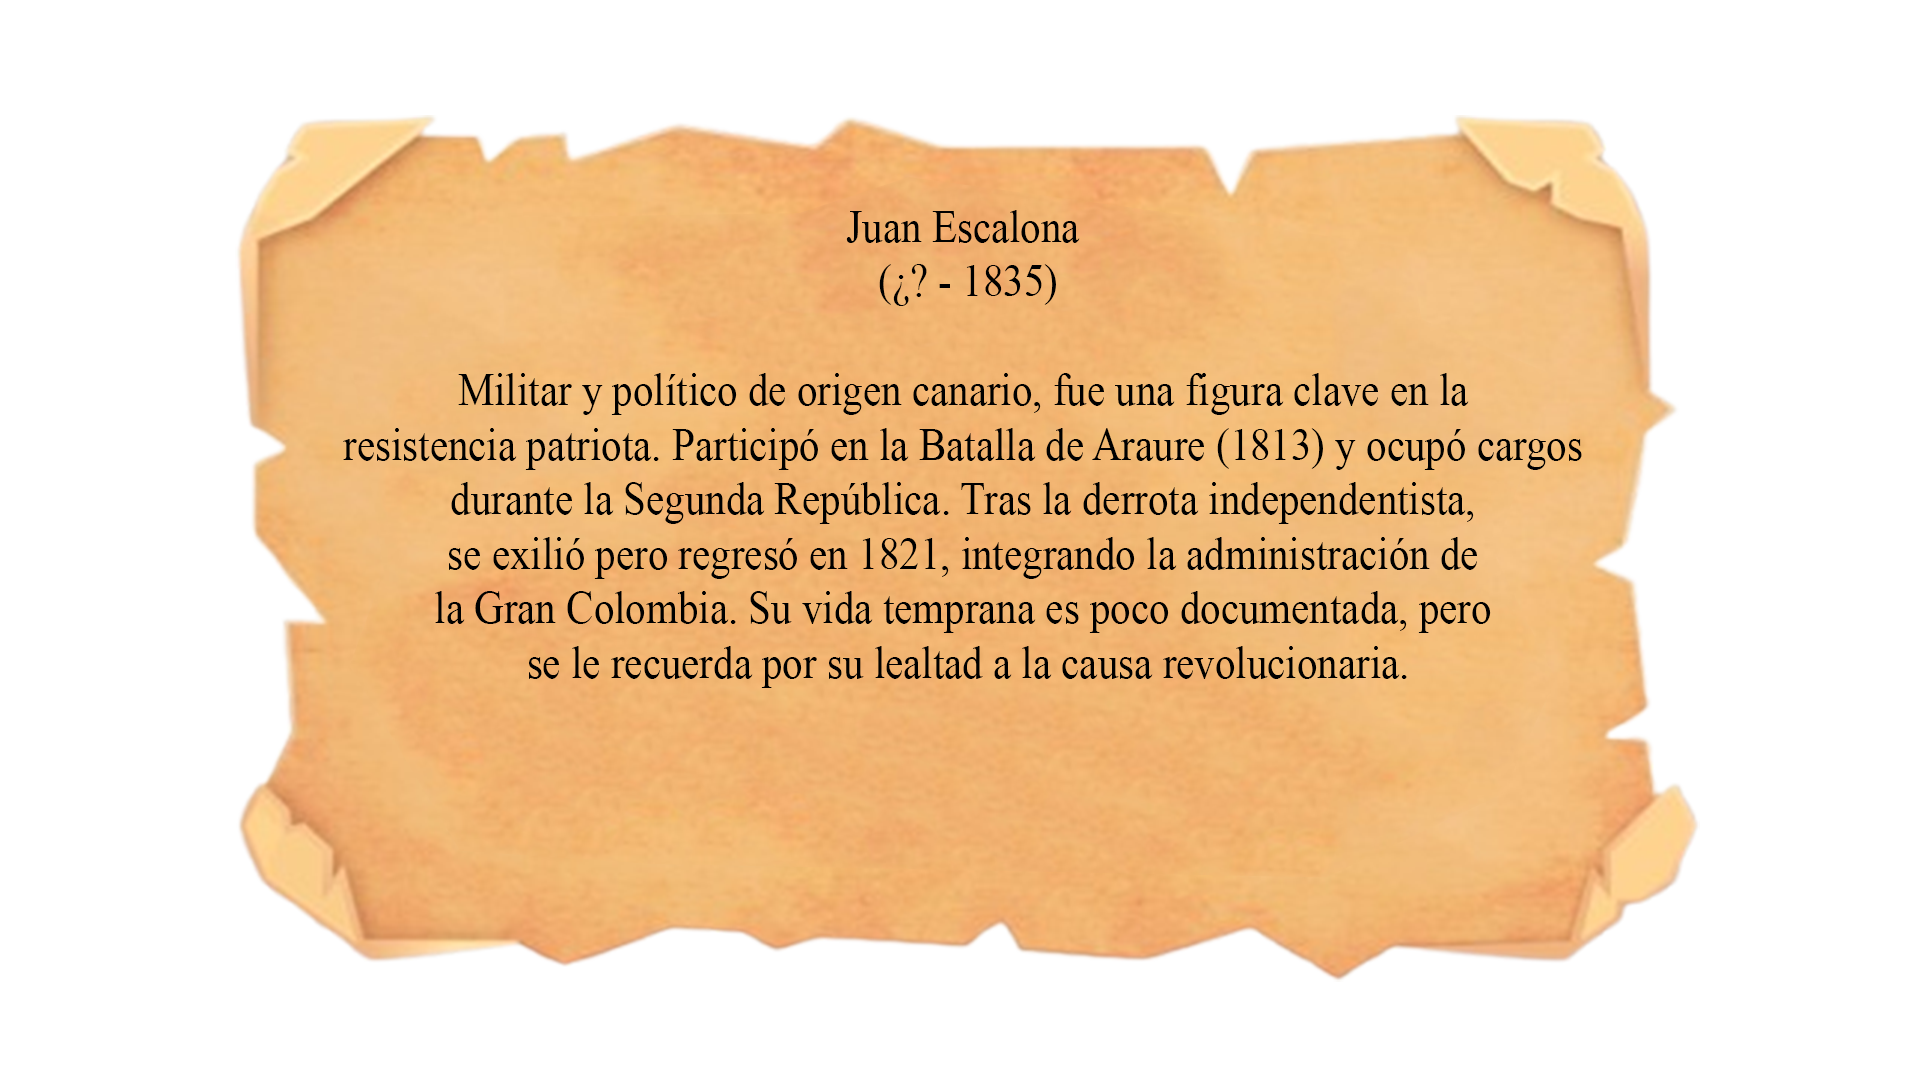 Juan Escalona
(¿? - 1835)
Militar y político de origen canario, fue una figura clave en la
resistencia patriota. Participó en la Batalla de Araure (1813) y ocupó cargos
durante la Segunda República. Tras la derrota independentista,
se exilió pero regresó en 1821, integrando la administración de
la Gran Colombia. Su vida temprana es poco documentada, pero
se le recuerda por su lealtad a la causa revolucionaria.